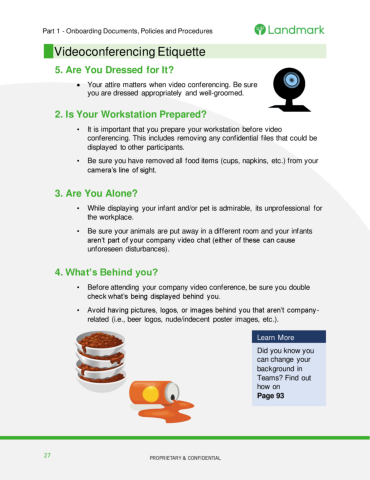 Part 1 - Onboarding Documents, Policies and Procedures
Landmark
Videoconferencing Etiquette
5. Are You Dressed for It?
• Your attire matters when video conferencing. Be sure
you are dressed appropriately and well-groomed.
2. Is Your Workstation Prepared?
• It is important that you prepare your workstation before video
conferencing. This includes removing any confidential files that could be
displayed to other participants.
• Be sure you have removed all food items (cups, napkins, etc.) from your
camera's line of sight.
3. Are You Alone?
• While displaying your infant and/or pet is admirable, its unprofessional for
the workplace.
• Be sure your animals are put away in a different room and your infants
aren't part of your company video chat (either of these can cause
unforeseen disturbances).
4. What's Behind you?
• Before attending your company video conference, be sure you double
check what's being displayed behind you.
• Avoid having pictures, logos, or images behind you that aren't company-
related (i.e., beer logos, nude/indecent poster images, etc.).
Learn More
Did you know you
can change your
background in
Teams? Find out
how on
Page 93
27
PROPRIETARY & CONFIDENTIAL